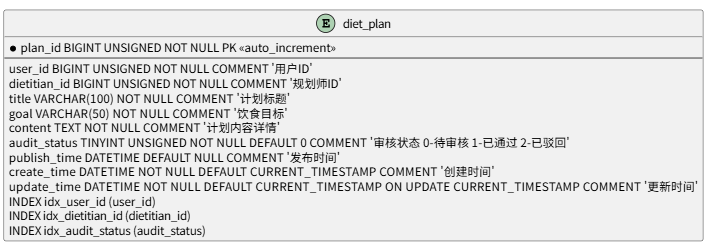 E diet_plan
● plan_id BIGINT UNSIGNED NOT NULL PK «auto_increment»
user_id BIGINT UNSIGNED NOT NULL COMMENT '用户ID'
dietitian_id BIGINT UNSIGNED NOT NULL COMMENT '规划师ID'
title VARCHAR(100) NOT NULL COMMENT '计划标题'
goal VARCHAR(50) NOT NULL COMMENT '饮食目标'
content TEXT NOT NULL COMMENT '计划内容详情'
audit_status TINYINT UNSIGNED NOT NULL DEFAULT 0 COMMENT '审核状态 0-待审核 1-已通过 2-已驳回'
publish_time DATETIME DEFAULT NULL COMMENT '发布时间'
create_time DATETIME NOT NULL DEFAULT CURRENT_TIMESTAMP COMMENT '创建时间'
update_time DATETIME NOT NULL DEFAULT CURRENT_TIMESTAMP ON UPDATE CURRENT_TIMESTAMP COMMENT '更新时间'
INDEX idx_user_id (user_id)
INDEX idx_dietitian_id (dietitian_id)
INDEX idx_audit_status (audit_status)